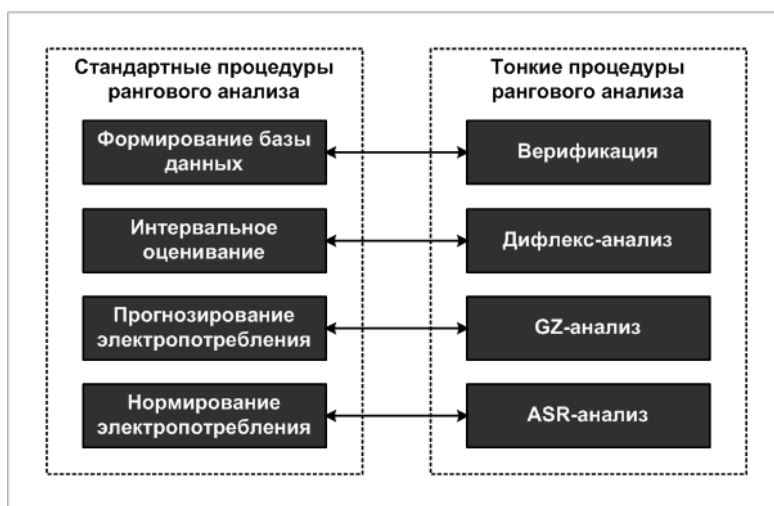 Стандартные процедуры
рангового анализа
Формирование базы
данных
Интервальное
оценивание
Прогнозирование
электропотребления
Нормирование
электропотребления
Тонкие процедуры
рангового анализа
Верификация
Дифлекс-анализ
GZ-анализ
ASR-анализ